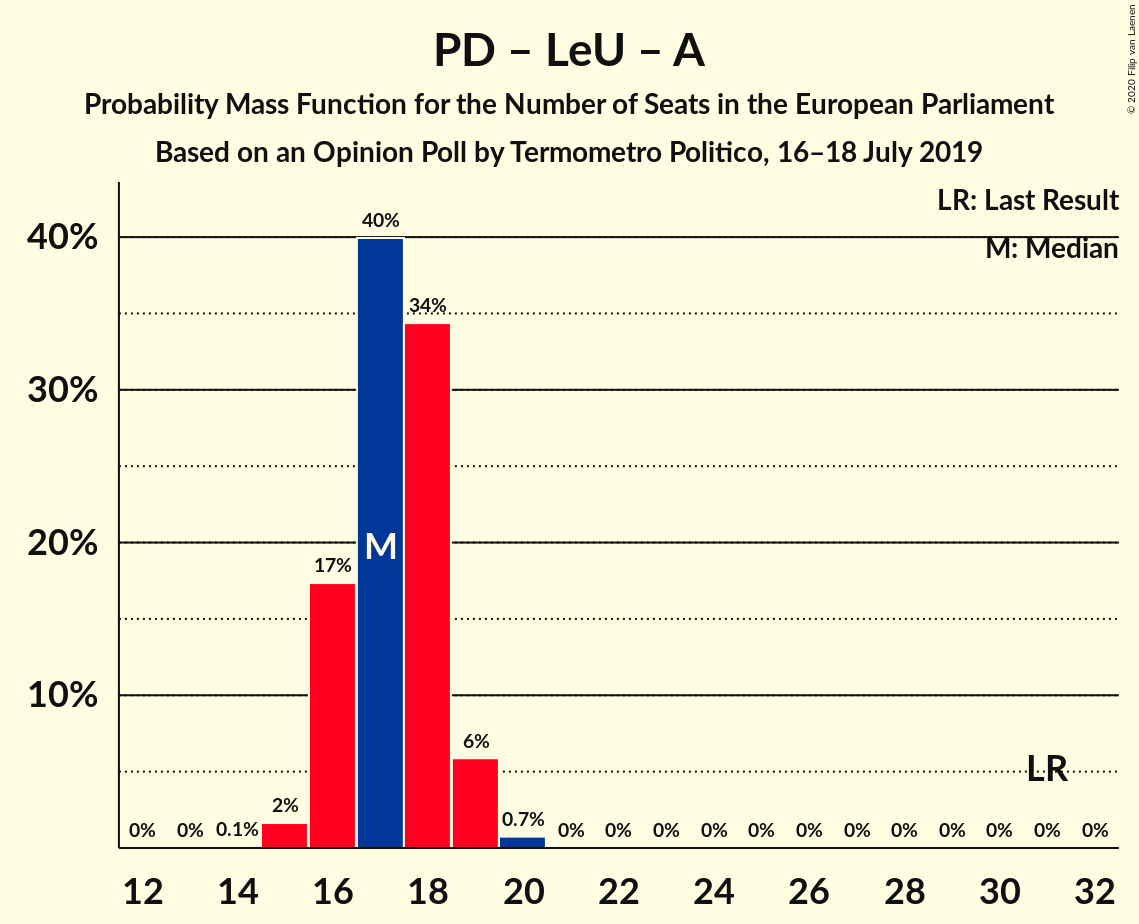 PD – LeU – A
Probability Mass Function for the Number of Seats in the European Parliament
Based on an Opinion Poll by Termometro Politico, 16–18 July 2019
© 2020 Filip van Laenen
LR: Last Result
M: Median
40%
30%
20%
10%
0% 0% 0.1% 2% 17% 40% 34% 6% 0.7% 0% 0% 0% 0% 0% 0% 0% 0% 0% 0% 0% 0%
M
LR
12 14 16 18 20 22 24 26 28 30 32